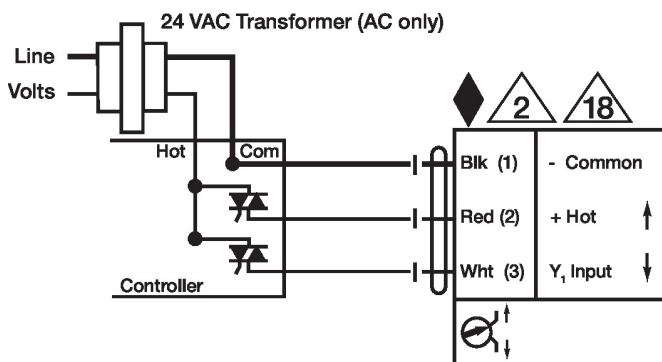 24 VAC Transformer (AC only)
Line
Volts
2
18
Hot
Com
Blk (1)
- Common
Red (2)
+ Hot
Wht (3)
Y₁ Input
Controller